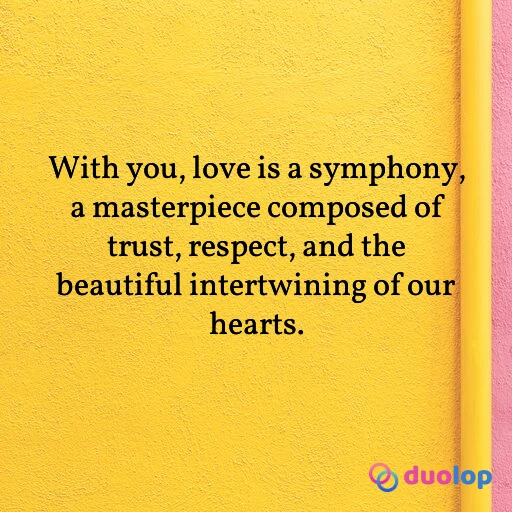 With you, love is a symphony,
a masterpiece composed of
trust, respect, and the
beautiful intertwining of our
hearts.
duolop